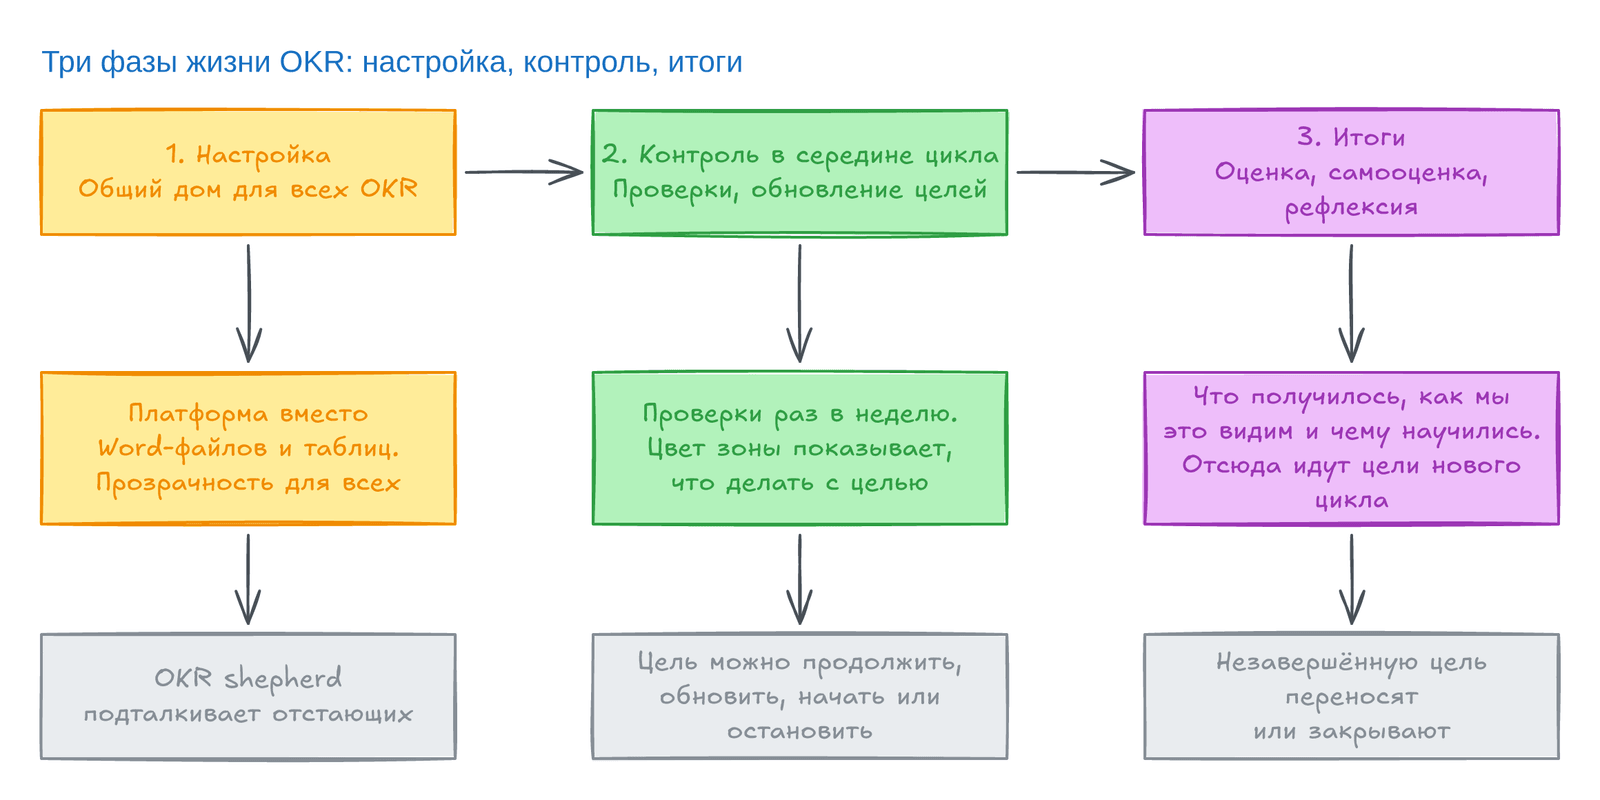 Три фазы жизни OKR: настройка, контроль, итоги
1. Настройка
Общий дом для всех OKR
2. Контроль в середине цикла
Проверки, обновление целей
3. Итоги
Оценка, самооценка,
рефлексия
Платформа вместо
Word-файлов и таблиц.
Прозрачность для всех
Проверки раз в неделю.
Цвет зоны показывает,
что делать с целью
Что получилось, как мы
это видим и чему научились.
Отсюда идут цели нового
цикла
OKR shepherd
подталкивает отстающих
Цель можно продолжить,
обновить, начать или
остановить
Незавершённую цель
переносят
или закрывают